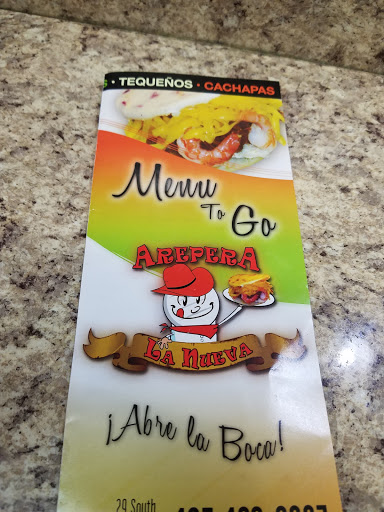 · TEQUEÑOS · CACHAPAS
Menu
To Go
AREPERA
LA NUEVA
¡Abre la Boca!
29 South